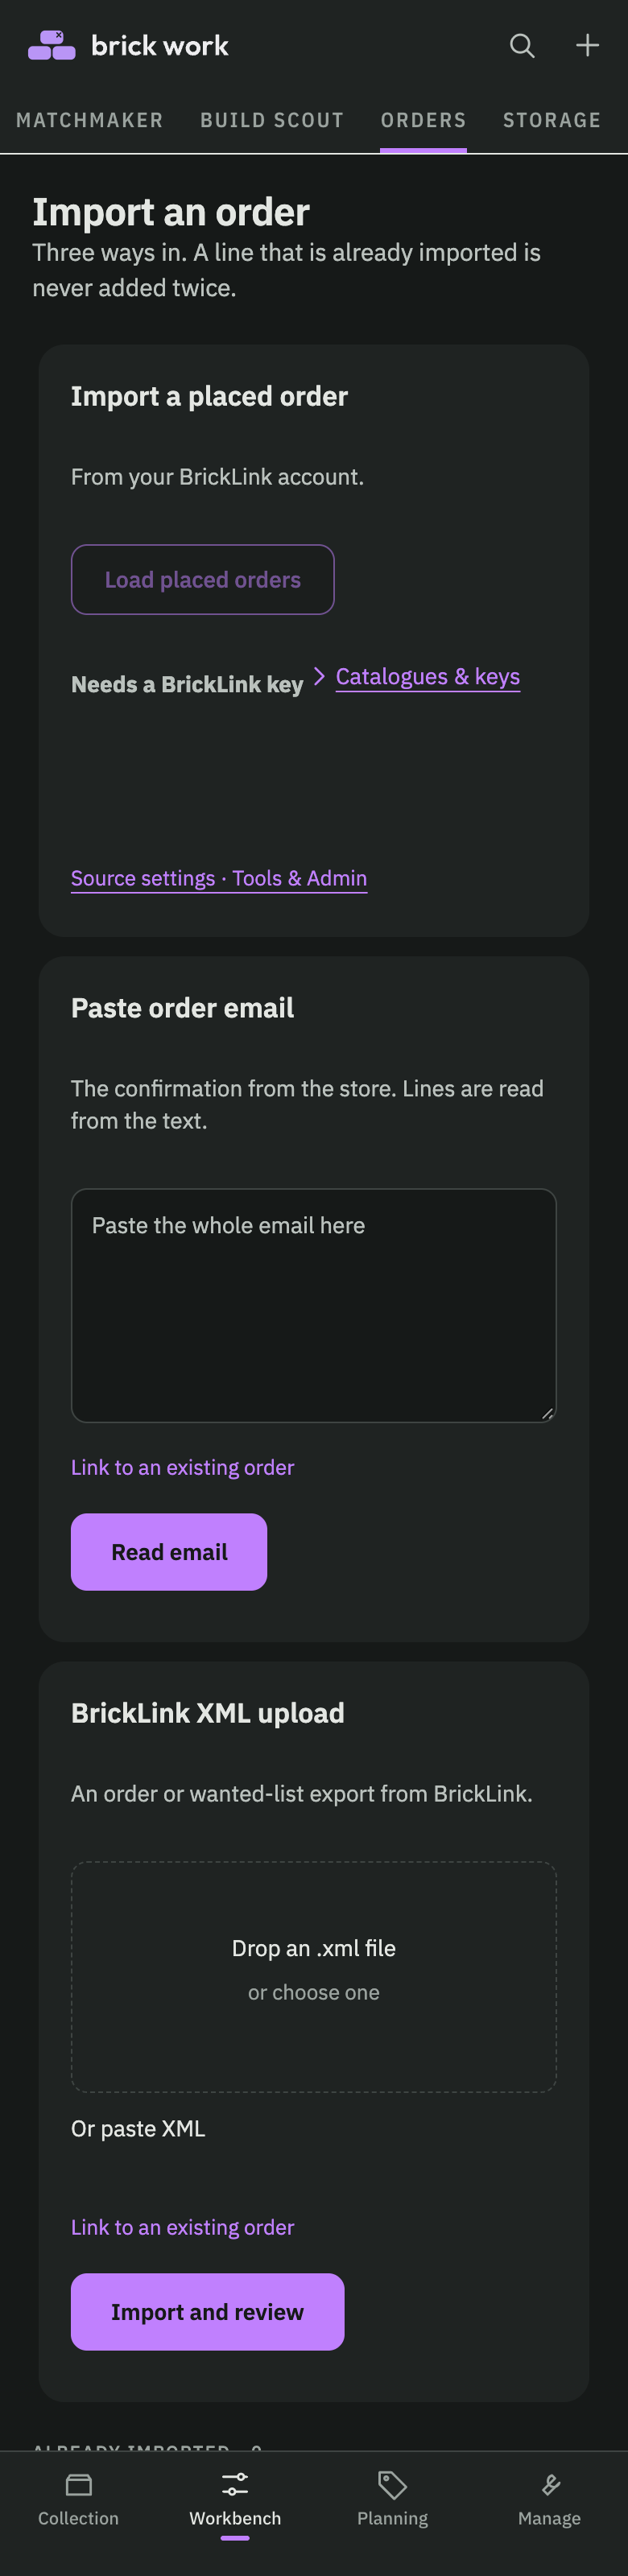 brick work
MATCHMAKER BUILD SCOUT ORDERS STORAGE
Import an order
Three ways in. A line that is already imported is
never added twice.
Import a placed order
From your BrickLink account.
Load placed orders
Needs a BrickLink key > Catalogues & keys
Source settings · Tools & Admin
Paste order email
The confirmation from the store. Lines are read
from the text.
Paste the whole email here
Link to an existing order
Read email
BrickLink XML upload
An order or wanted-list export from BrickLink.
Drop an .xml file
or choose one
Or paste XML
Link to an existing order
Import and review
ALREADY IMPORTED
Collection Workbench Planning Manage